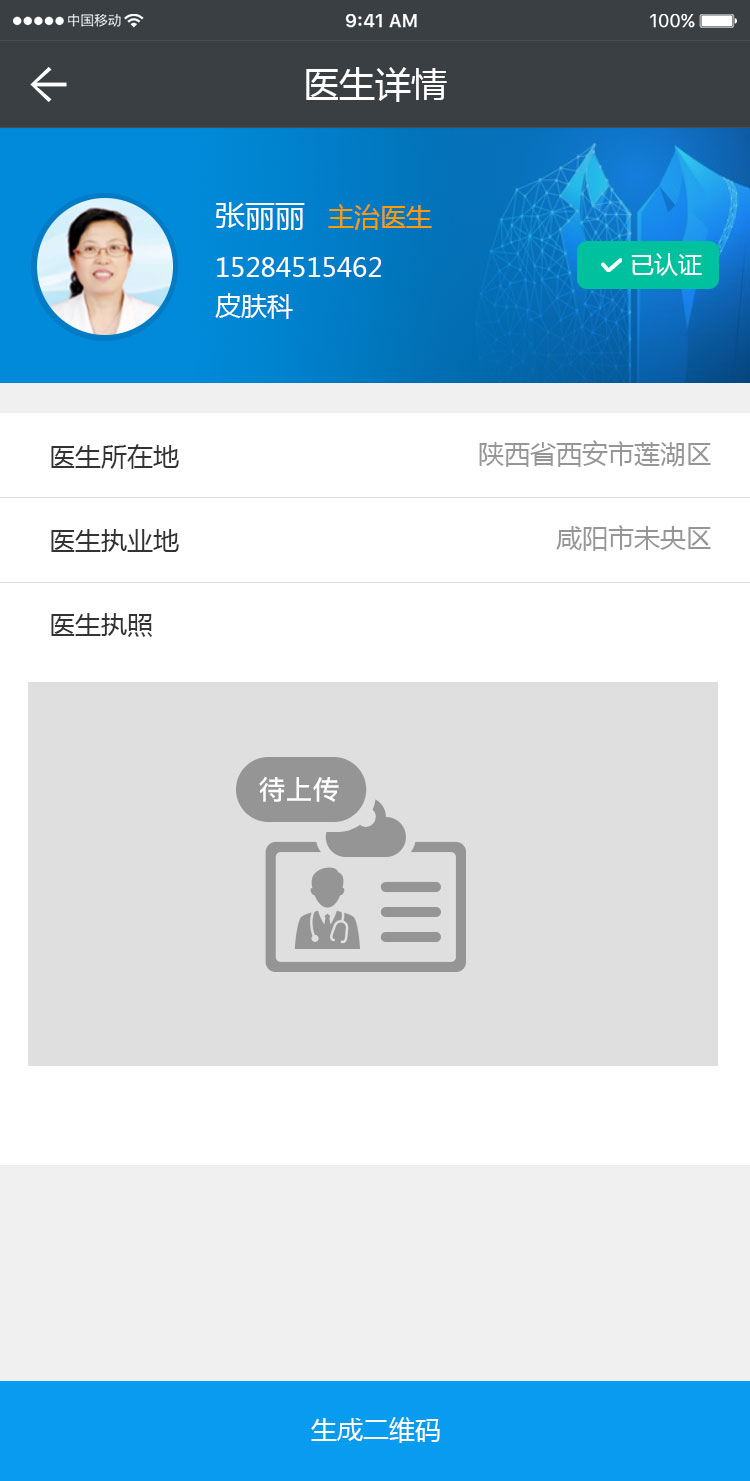 中国移动 9:41 AM 100%
医生详情
张丽丽 主治医生
15284515462
已认证
皮肤科
医生所在地 陕西省西安市莲湖区
医生执业地 咸阳市未央区
医生执照
待上传
生成二维码